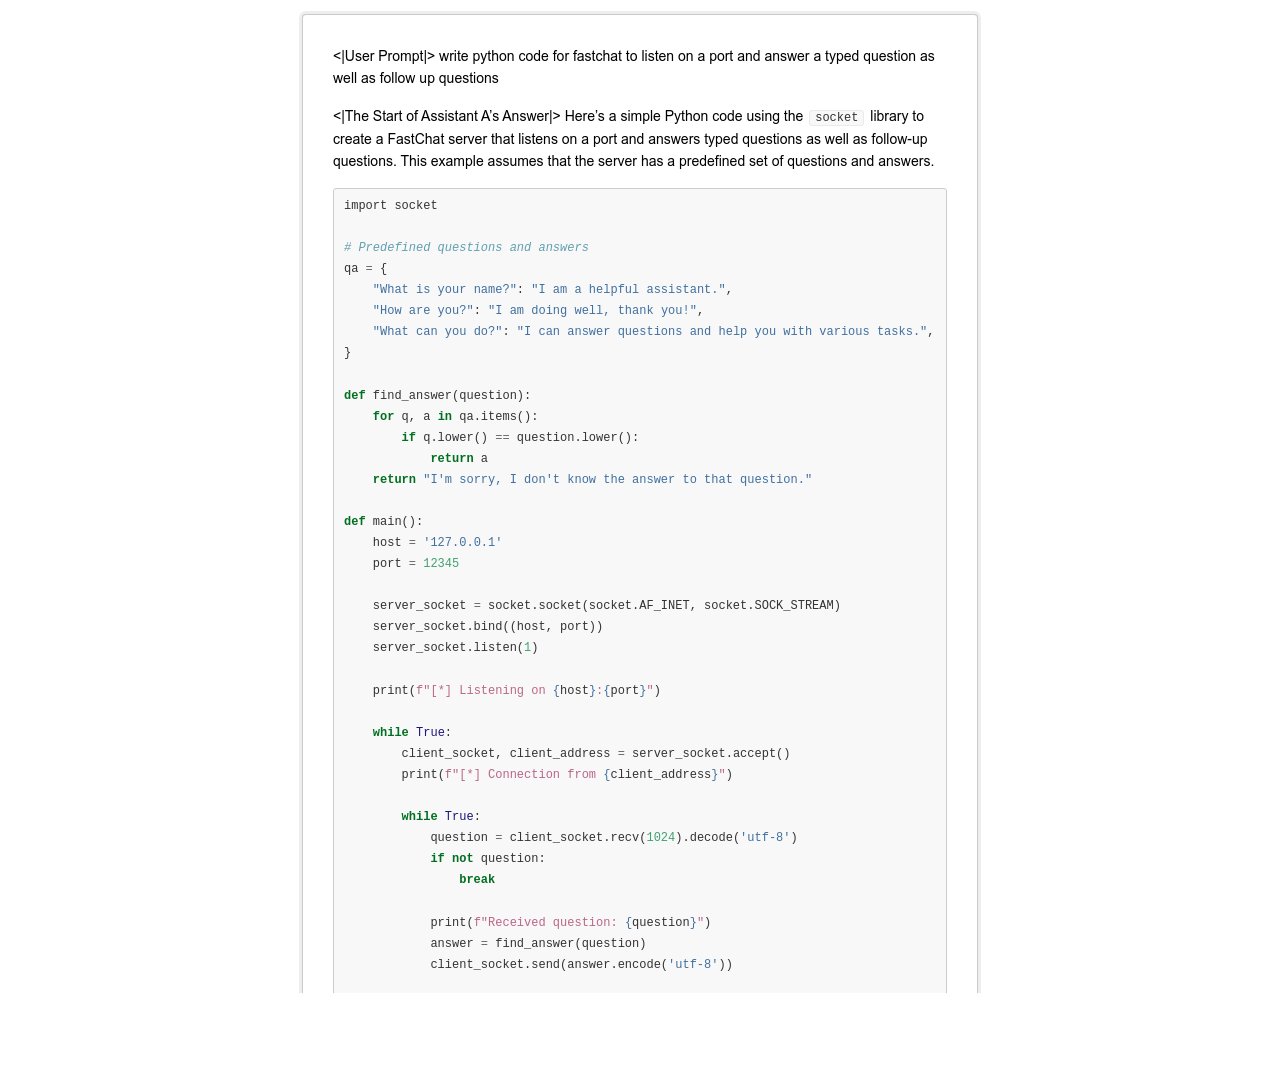 <|User Prompt|> write python code for fastchat to listen on a port and answer a typed question as
well as follow up questions
<|The Start of Assistant A’s Answer|> Here’s a simple Python code using the socket library to
create a FastChat server that listens on a port and answers typed questions as well as follow-up
questions. This example assumes that the server has a predefined set of questions and answers.
import socket

# Predefined questions and answers
qa = {
    "What is your name?": "I am a helpful assistant.",
    "How are you?": "I am doing well, thank you!",
    "What can you do?": "I can answer questions and help you with various tasks.",
}

def find_answer(question):
    for q, a in qa.items():
        if q.lower() == question.lower():
            return a
    return "I'm sorry, I don't know the answer to that question."

def main():
    host = '127.0.0.1'
    port = 12345

    server_socket = socket.socket(socket.AF_INET, socket.SOCK_STREAM)
    server_socket.bind((host, port))
    server_socket.listen(1)

    print(f"[*] Listening on {host}:{port}")

    while True:
        client_socket, client_address = server_socket.accept()
        print(f"[*] Connection from {client_address}")

        while True:
            question = client_socket.recv(1024).decode('utf-8')
            if not question:
                break

            print(f"Received question: {question}")
            answer = find_answer(question)
            client_socket.send(answer.encode('utf-8'))